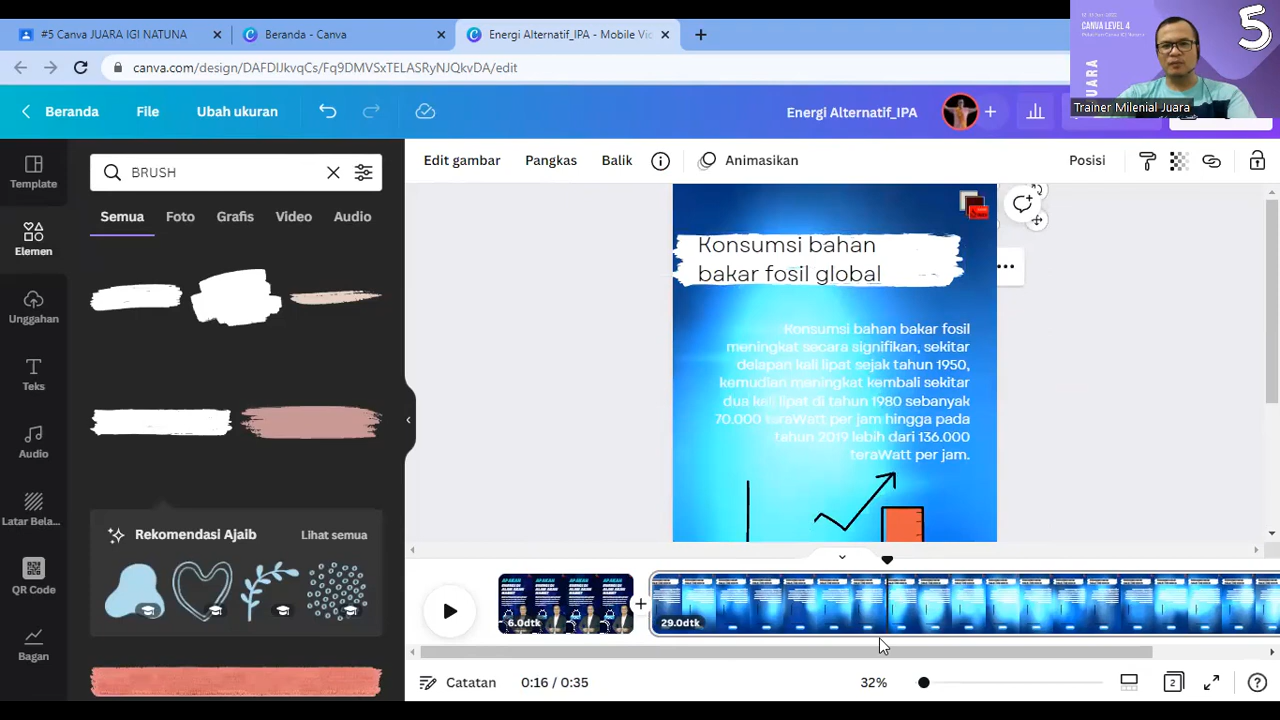 #5 Canva JUARA IGI NATUNA
Beranda - Canva
Energi Alternatif_IPA - Mobile Vi
canva.com/design/DAFDIJkvqCs/Fq9DMVSxTELASRyNJQkvDA/edit
CANVA LEVEL 4
5
JUARA
Trainer Milenial Juara
Beranda
File
Ubah ukuran
Energi Alternatif_IPA
Template
Elemen
Unggahan
Teks
Audio
Latar Bela...
QR Code
Bagan
BRUSH
Semua
Foto
Grafis
Video
Audio
Rekomendasi Ajaib
Lihat semua
Edit gambar
Pangkas
Balik
Animasikan
Posisi
Konsumsi bahan
bakar fosil global
Konsumsi bahan bakar fosil
meningkat secara signifikan, sekitar
delapan kali lipat sejak tahun 1950,
kemudian meningkat kembali sekitar
dua kali lipat di tahun 1980 sebanyak
70.000 teraWatt per jam hingga pada
tahun 2019 lebih dari 136.000
teraWatt per jam.
6.0dtk
29.0dtk
Catatan
0:16 / 0:35
32%
2